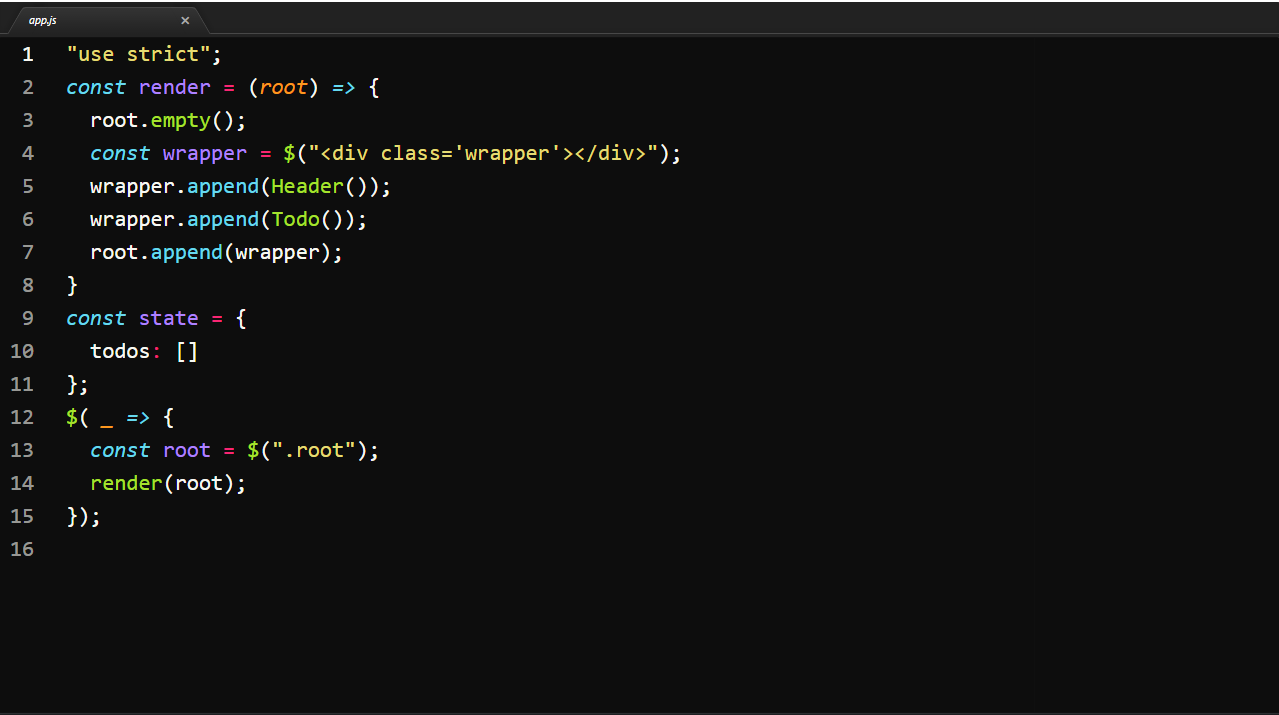 app.js ×
1 "use strict";
2 const render = (root) => {
3   root.empty();
4   const wrapper = $("<div class='wrapper'></div>");
5   wrapper.append(Header());
6   wrapper.append(Todo());
7   root.append(wrapper);
8 }
9 const state = {
10   todos: []
11 };
12 $( _ => {
13   const root = $(".root");
14   render(root);
15 });
16